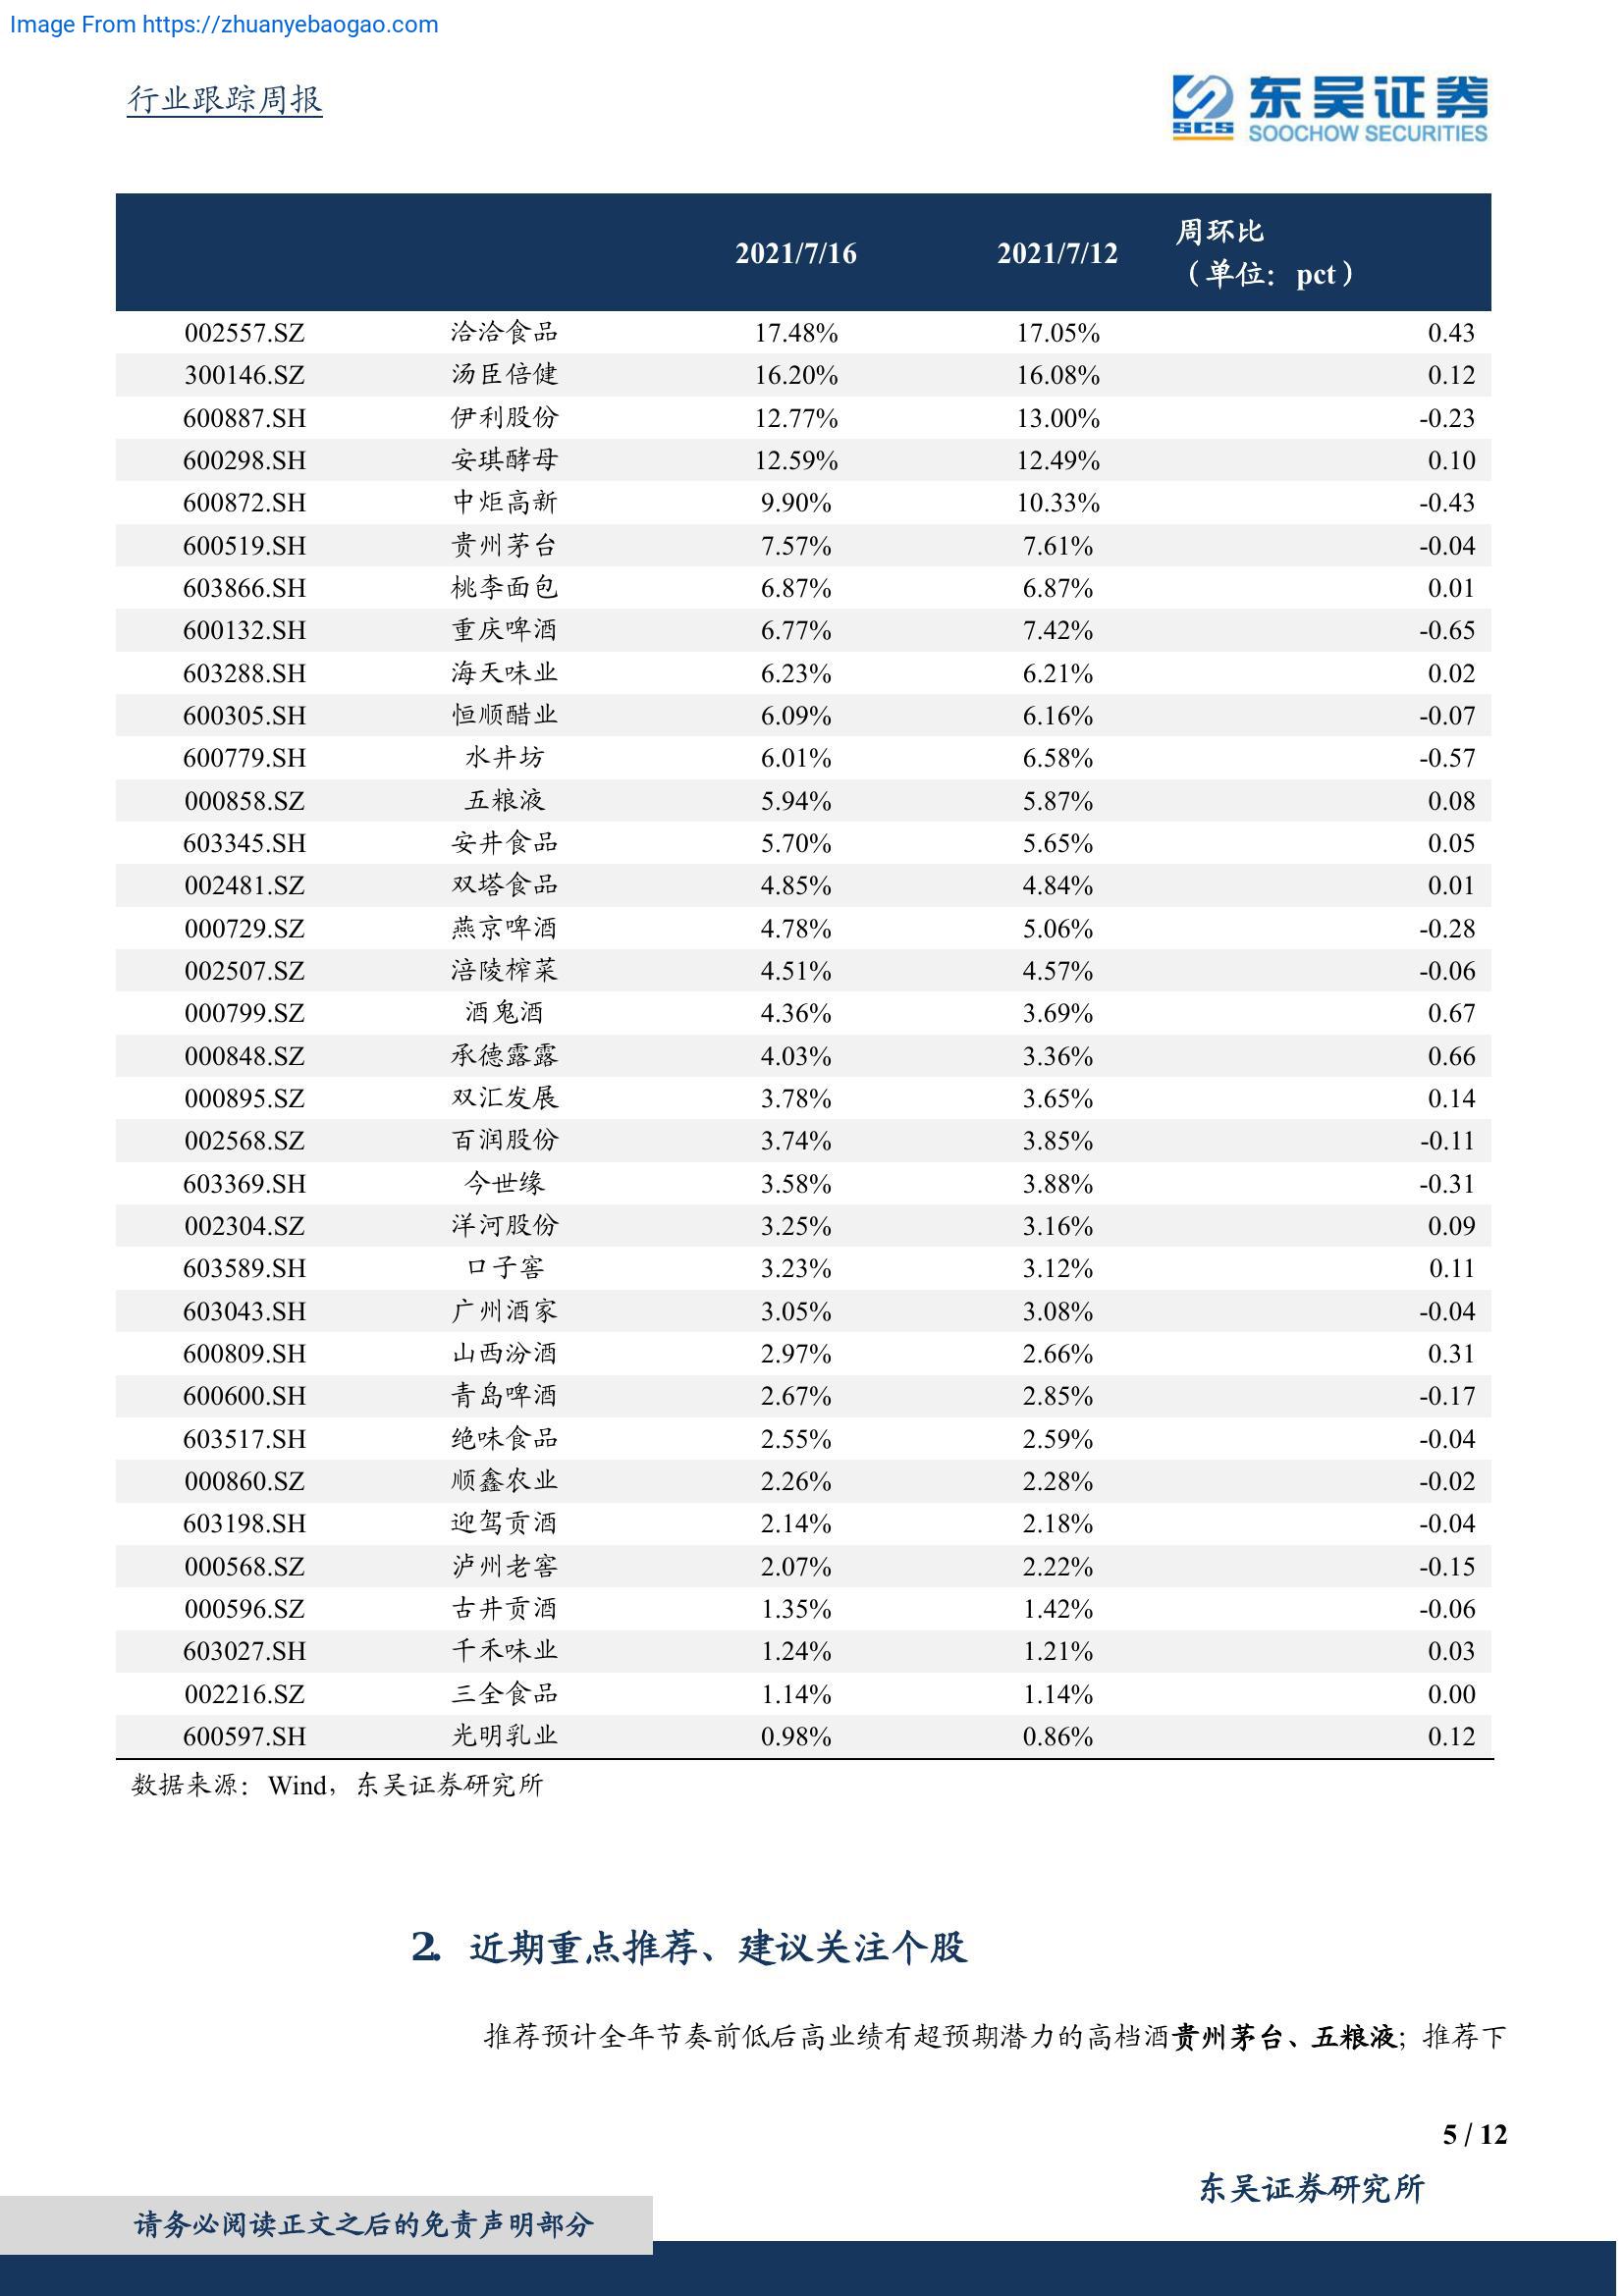 Image From https://zhuanyebaogao.com
行业跟踪周报
SCS 东吴证券
SOOCHOW SECURITIES
2021/7/16 2021/7/12 周环比
（单位：pct）
002557.SZ 洽洽食品 17.48% 17.05% 0.43
300146.SZ 汤臣倍健 16.20% 16.08% 0.12
600887.SH 伊利股份 12.77% 13.00% -0.23
600298.SH 安琪酵母 12.59% 12.49% 0.10
600872.SH 中炬高新 9.90% 10.33% -0.43
600519.SH 贵州茅台 7.57% 7.61% -0.04
603866.SH 桃李面包 6.87% 6.87% 0.01
600132.SH 重庆啤酒 6.77% 7.42% -0.65
603288.SH 海天味业 6.23% 6.21% 0.02
600305.SH 恒顺醋业 6.09% 6.16% -0.07
600779.SH 水井坊 6.01% 6.58% -0.57
000858.SZ 五粮液 5.94% 5.87% 0.08
603345.SH 安井食品 5.70% 5.65% 0.05
002481.SZ 双塔食品 4.85% 4.84% 0.01
000729.SZ 燕京啤酒 4.78% 5.06% -0.28
002507.SZ 涪陵榨菜 4.51% 4.57% -0.06
000799.SZ 酒鬼酒 4.36% 3.69% 0.67
000848.SZ 承德露露 4.03% 3.36% 0.66
000895.SZ 双汇发展 3.78% 3.65% 0.14
002568.SZ 百润股份 3.74% 3.85% -0.11
603369.SH 今世缘 3.58% 3.88% -0.31
002304.SZ 洋河股份 3.25% 3.16% 0.09
603589.SH 口子窖 3.23% 3.12% 0.11
603043.SH 广州酒家 3.05% 3.08% -0.04
600809.SH 山西汾酒 2.97% 2.66% 0.31
600600.SH 青岛啤酒 2.67% 2.85% -0.17
603517.SH 绝味食品 2.55% 2.59% -0.04
000860.SZ 顺鑫农业 2.26% 2.28% -0.02
603198.SH 迎驾贡酒 2.14% 2.18% -0.04
000568.SZ 泸州老窖 2.07% 2.22% -0.15
000596.SZ 古井贡酒 1.35% 1.42% -0.06
603027.SH 千禾味业 1.24% 1.21% 0.03
002216.SZ 三全食品 1.14% 1.14% 0.00
600597.SH 光明乳业 0.98% 0.86% 0.12
数据来源：Wind，东吴证券研究所
2. 近期重点推荐、建议关注个股
推荐预计全年节奏前低后高业绩有超预期潜力的高档酒贵州茅台、五粮液；推荐下
5 / 12
东吴证券研究所
请务必阅读正文之后的免责声明部分